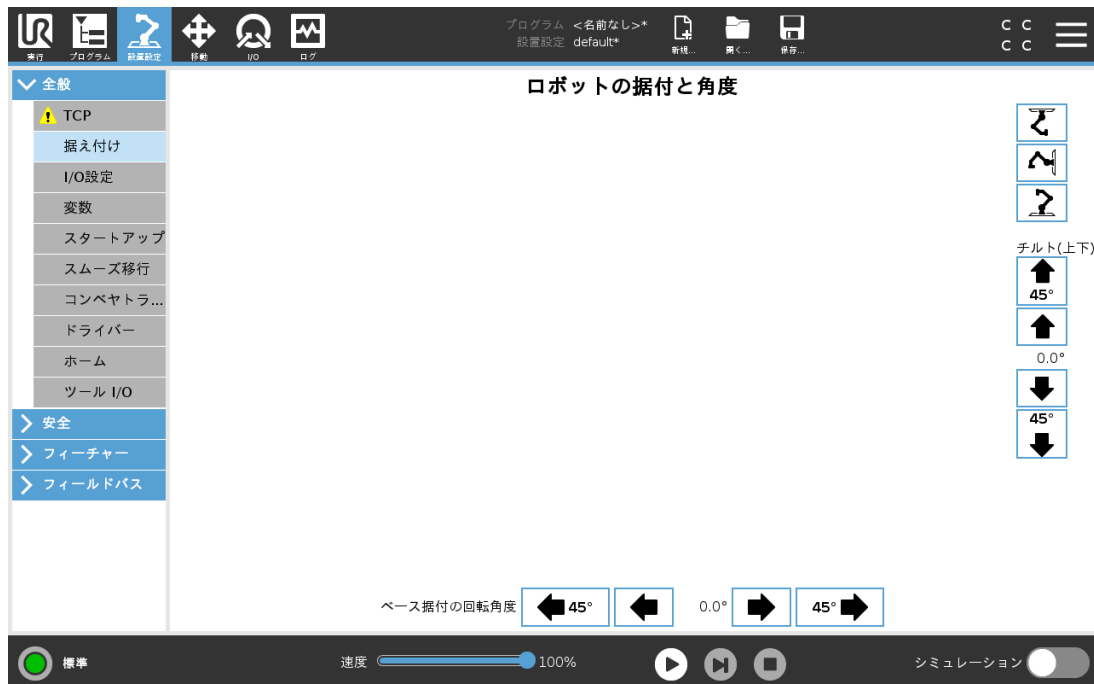 UR
実行
プログラム
設置設定
移動
I/O
ログ
プログラム <名前なし>*
設置設定 default*
新規...
開く...
保存...
C C
C C
全般
TCP
据え付け
I/O設定
変数
スタートアップ
スムーズ移行
コンベヤトラ...
ドライバー
ホーム
ツール I/O
安全
フィーチャー
フィールドバス
ロボットの据付と角度
チルト(上下)
45°
0.0°
45°
ベース据付の回転角度
45°
0.0°
45°
標準
速度
100%
シミュレーション